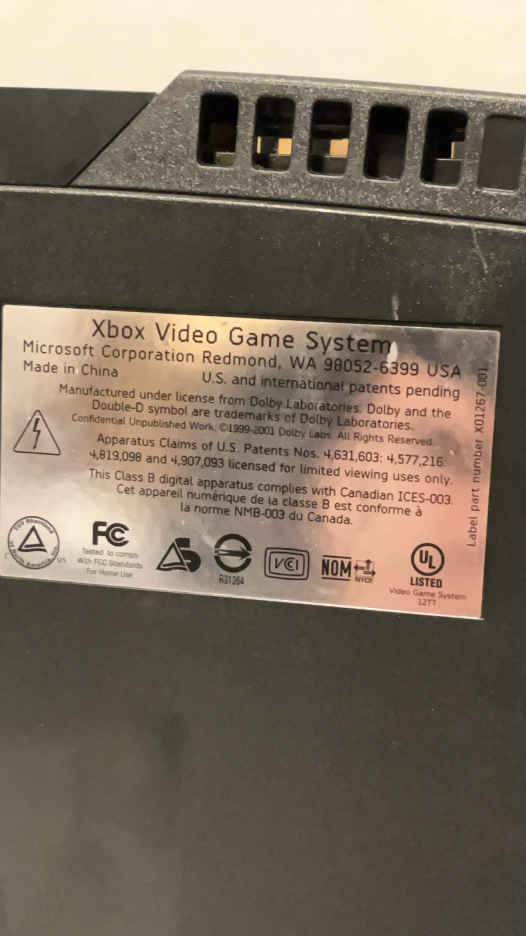 Xbox Video Game System
Microsoft Corporation Redmond, WA 98052-6399 USA
Made in China
U.S. and international patents pending
Manufactured under license from Dolby Laboratories. Dolby and the
Double-D symbol are trademarks of Dolby Laboratories.
Confidential Unpublished Work. ©1999-2001 Dolby Labs. All Rights Reserved.
Apparatus Claims of U.S. Patent Nos. 4,631,603; 4,577,216;
4,819,098 and 4,907,093 licensed for limited viewing uses only.
This Class B digital apparatus complies with Canadian ICES-003.
Cet appareil numérique de la classe B est conforme à
la norme NMB-003 du Canada.
Label part number X01267-001
FC
Tested to comply
With FCC Standards
For Home Use
R31264
VCI
NOM
UL
LISTED
Video Game System
12T7